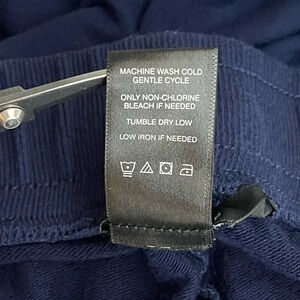 MACHINE WASH COLD
GENTLE CYCLE
ONLY NON-CHLORINE
BLEACH IF NEEDED
TUMBLE DRY LOW
LOW IRON IF NEEDED